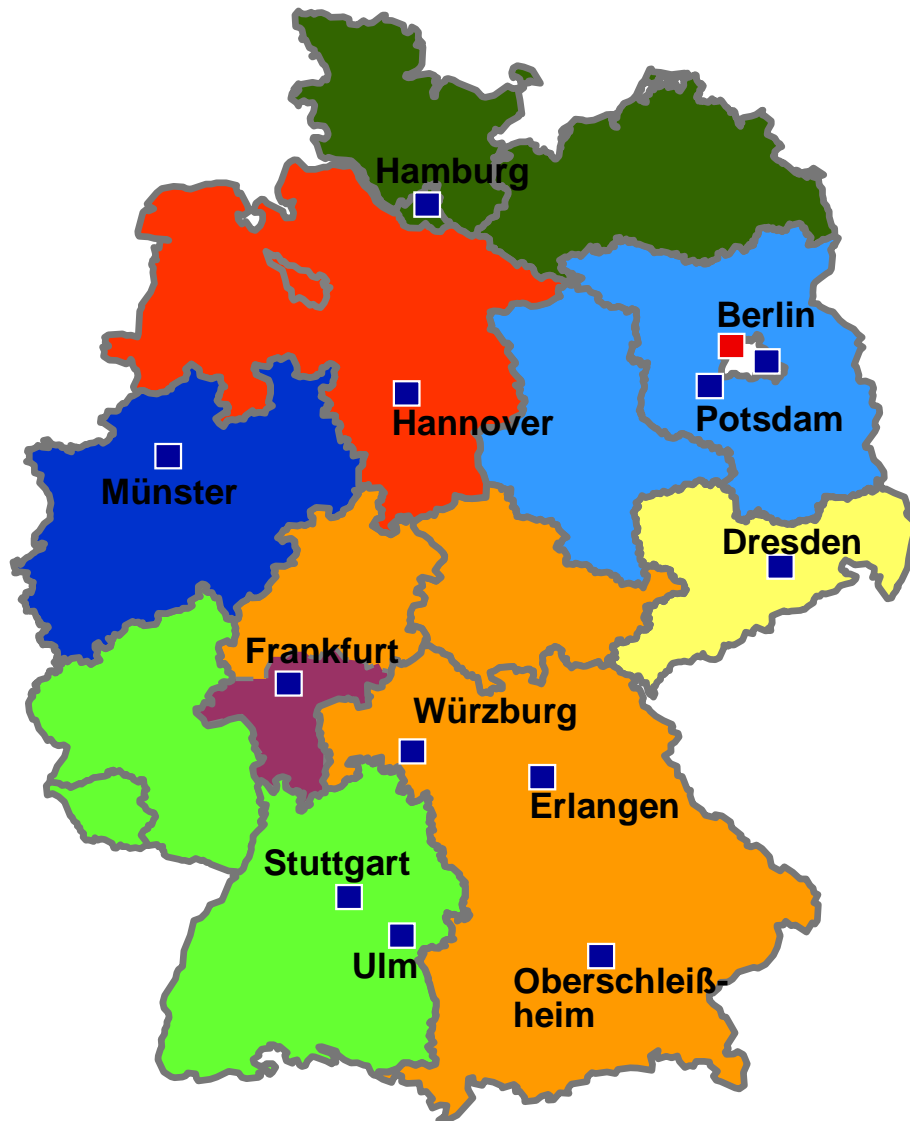 Hamburg
Berlin
Potsdam
Hannover
Münster
Dresden
Frankfurt
Würzburg
Erlangen
Stuttgart
Ulm
Oberschleiß-
heim